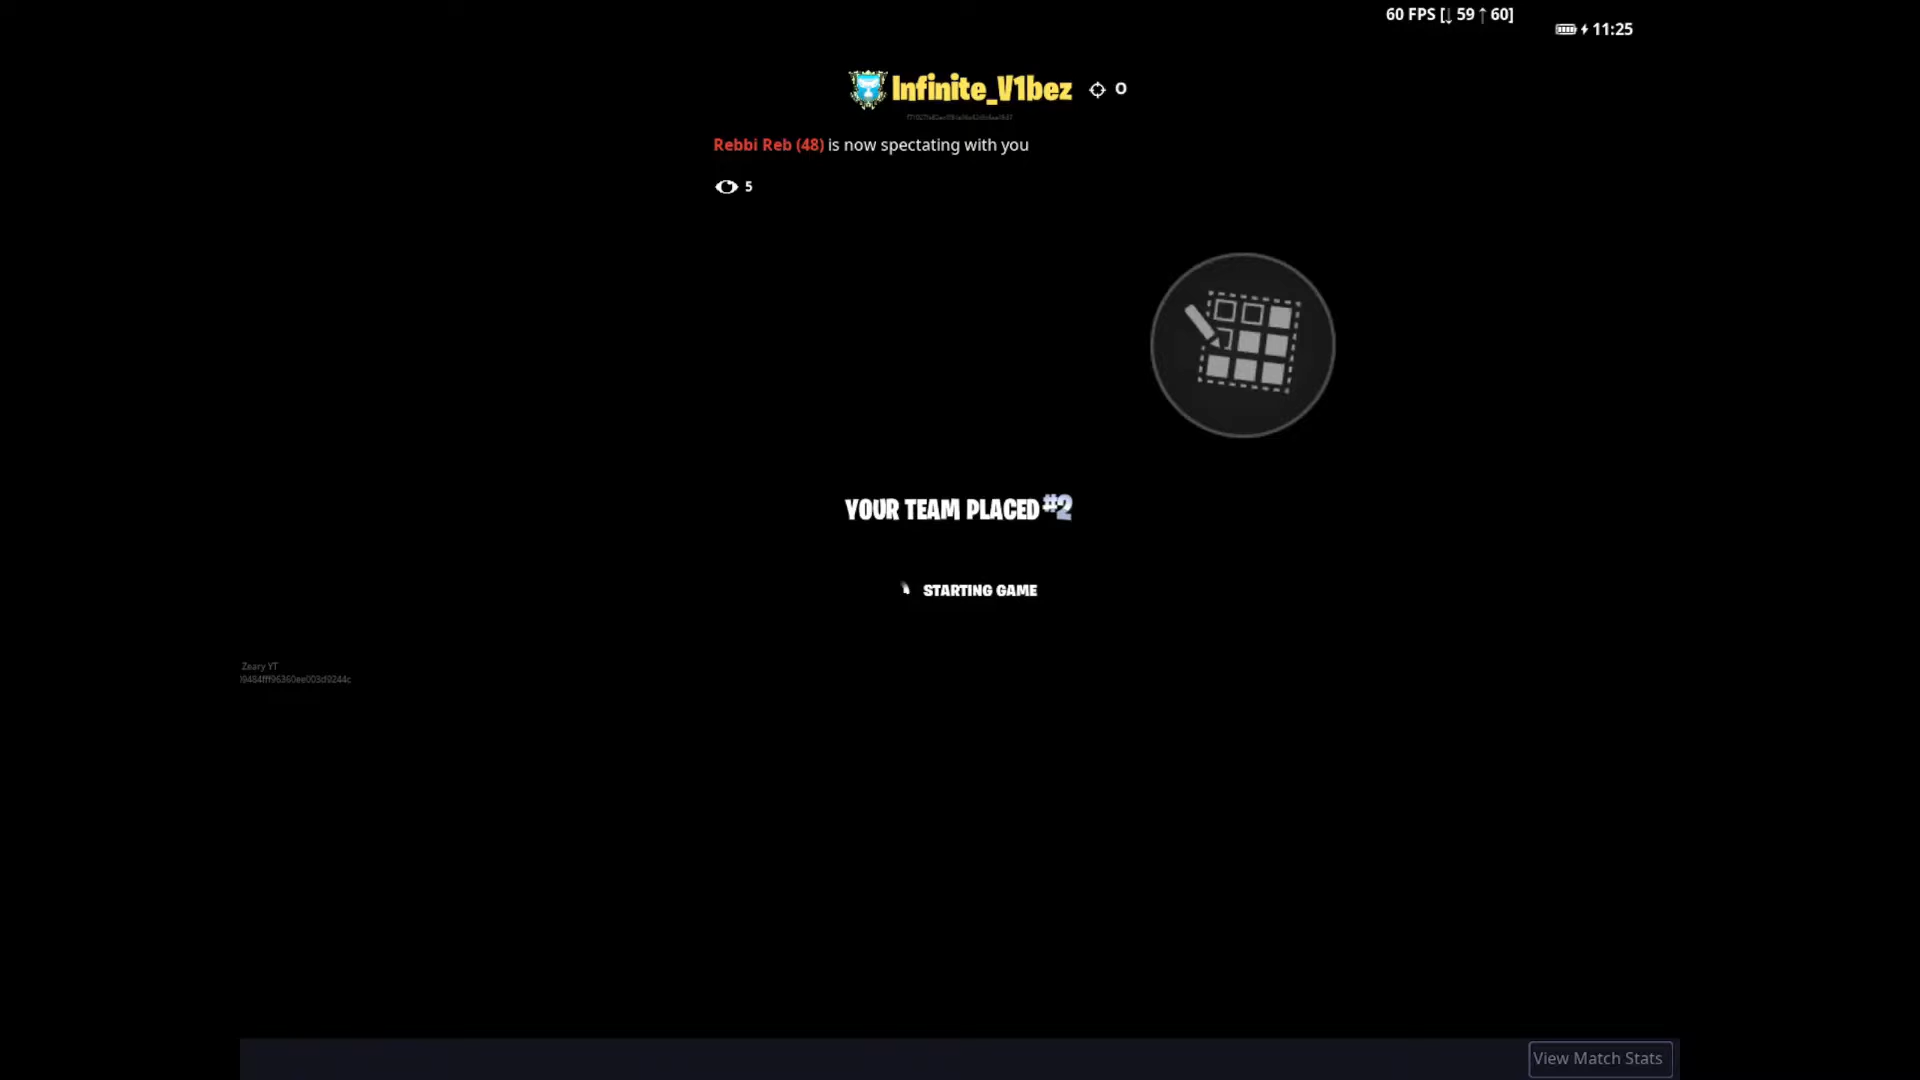 60 FPS [↓ 59 ↑ 60]
11:25
Infinite_V1bez 0
Rebbi Reb (48) is now spectating with you
5
YOUR TEAM PLACED #2
STARTING GAME
Zeary YT
View Match Stats